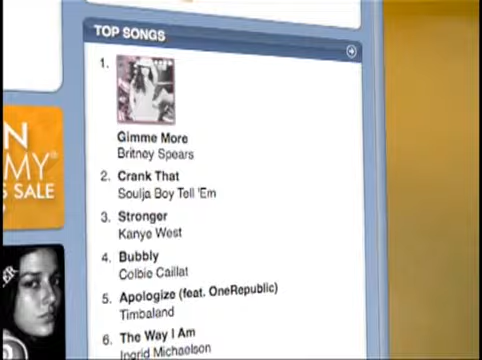 TOP SONGS
1.
Gimme More
Britney Spears
2. Crank That
Soulja Boy Tell 'Em
3. Stronger
Kanye West
4. Bubbly
Colbie Caillat
5. Apologize (feat. OneRepublic)
Timbaland
6. The Way I Am
Ingrid Michaelson
N
MY®
S SALE
ER